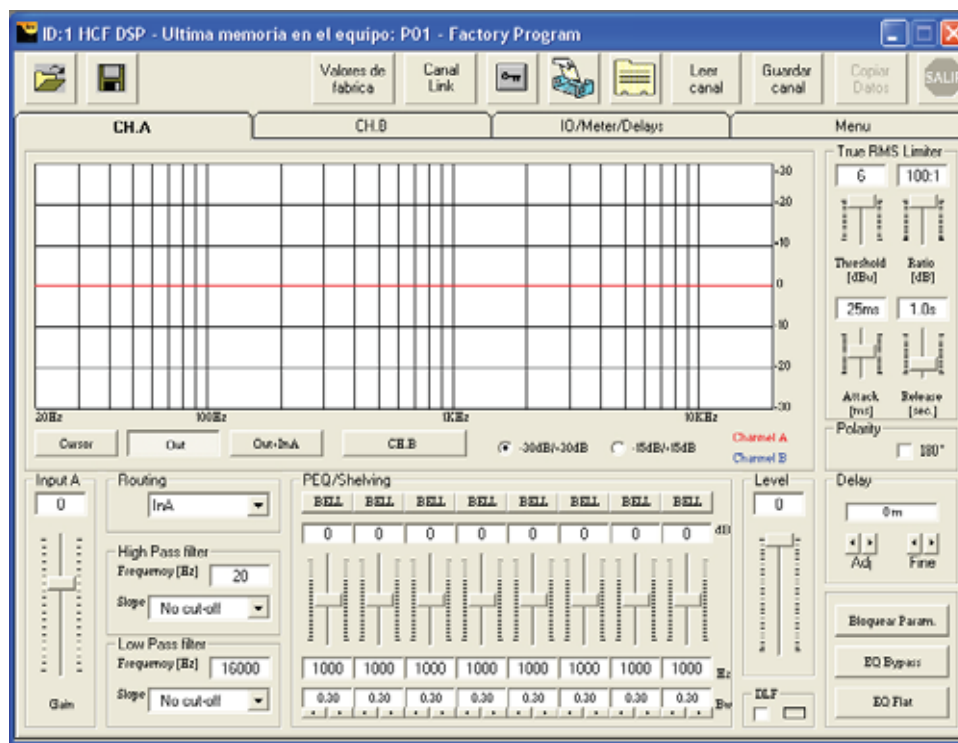 ID:1 HCF DSP - Ultima memoria en el equipo: P01 - Factory Program
Valores de fabrica
Canal Link
Leer canal
Guardar canal
Copiar Datos
SALIR
CH.A
CH.B
IO/Meter/Delays
Menu
+30
+20
+10
0
-10
-20
-30
20Hz
100Hz
1KHz
10KHz
Cursor
Out
Out+InA
CH.B
-30dB/+30dB
-15dB/+15dB
Channel A
Channel B
True RMS Limiter
6
100:1
Threshold [dBu]
Ratio [dB]
25ms
1.0s
Attack [ms]
Release [sec.]
Polarity
180°
Input A
0
Gain
Routing
InA
High Pass filter
Frequency [Hz] 20
Slope No cut-off
Low Pass filter
Frequency [Hz] 16000
Slope No cut-off
PEQ/Shelving
BELL BELL BELL BELL BELL BELL BELL BELL
0 0 0 0 0 0 0 0 dB
1000 1000 1000 1000 1000 1000 1000 1000 Hz
0.30 0.30 0.30 0.30 0.30 0.30 0.30 0.30 Bw
Level
0
DLF
Delay
0m
Adj
Fine
Bloquear Param.
EQ Bypass
EQ Flat